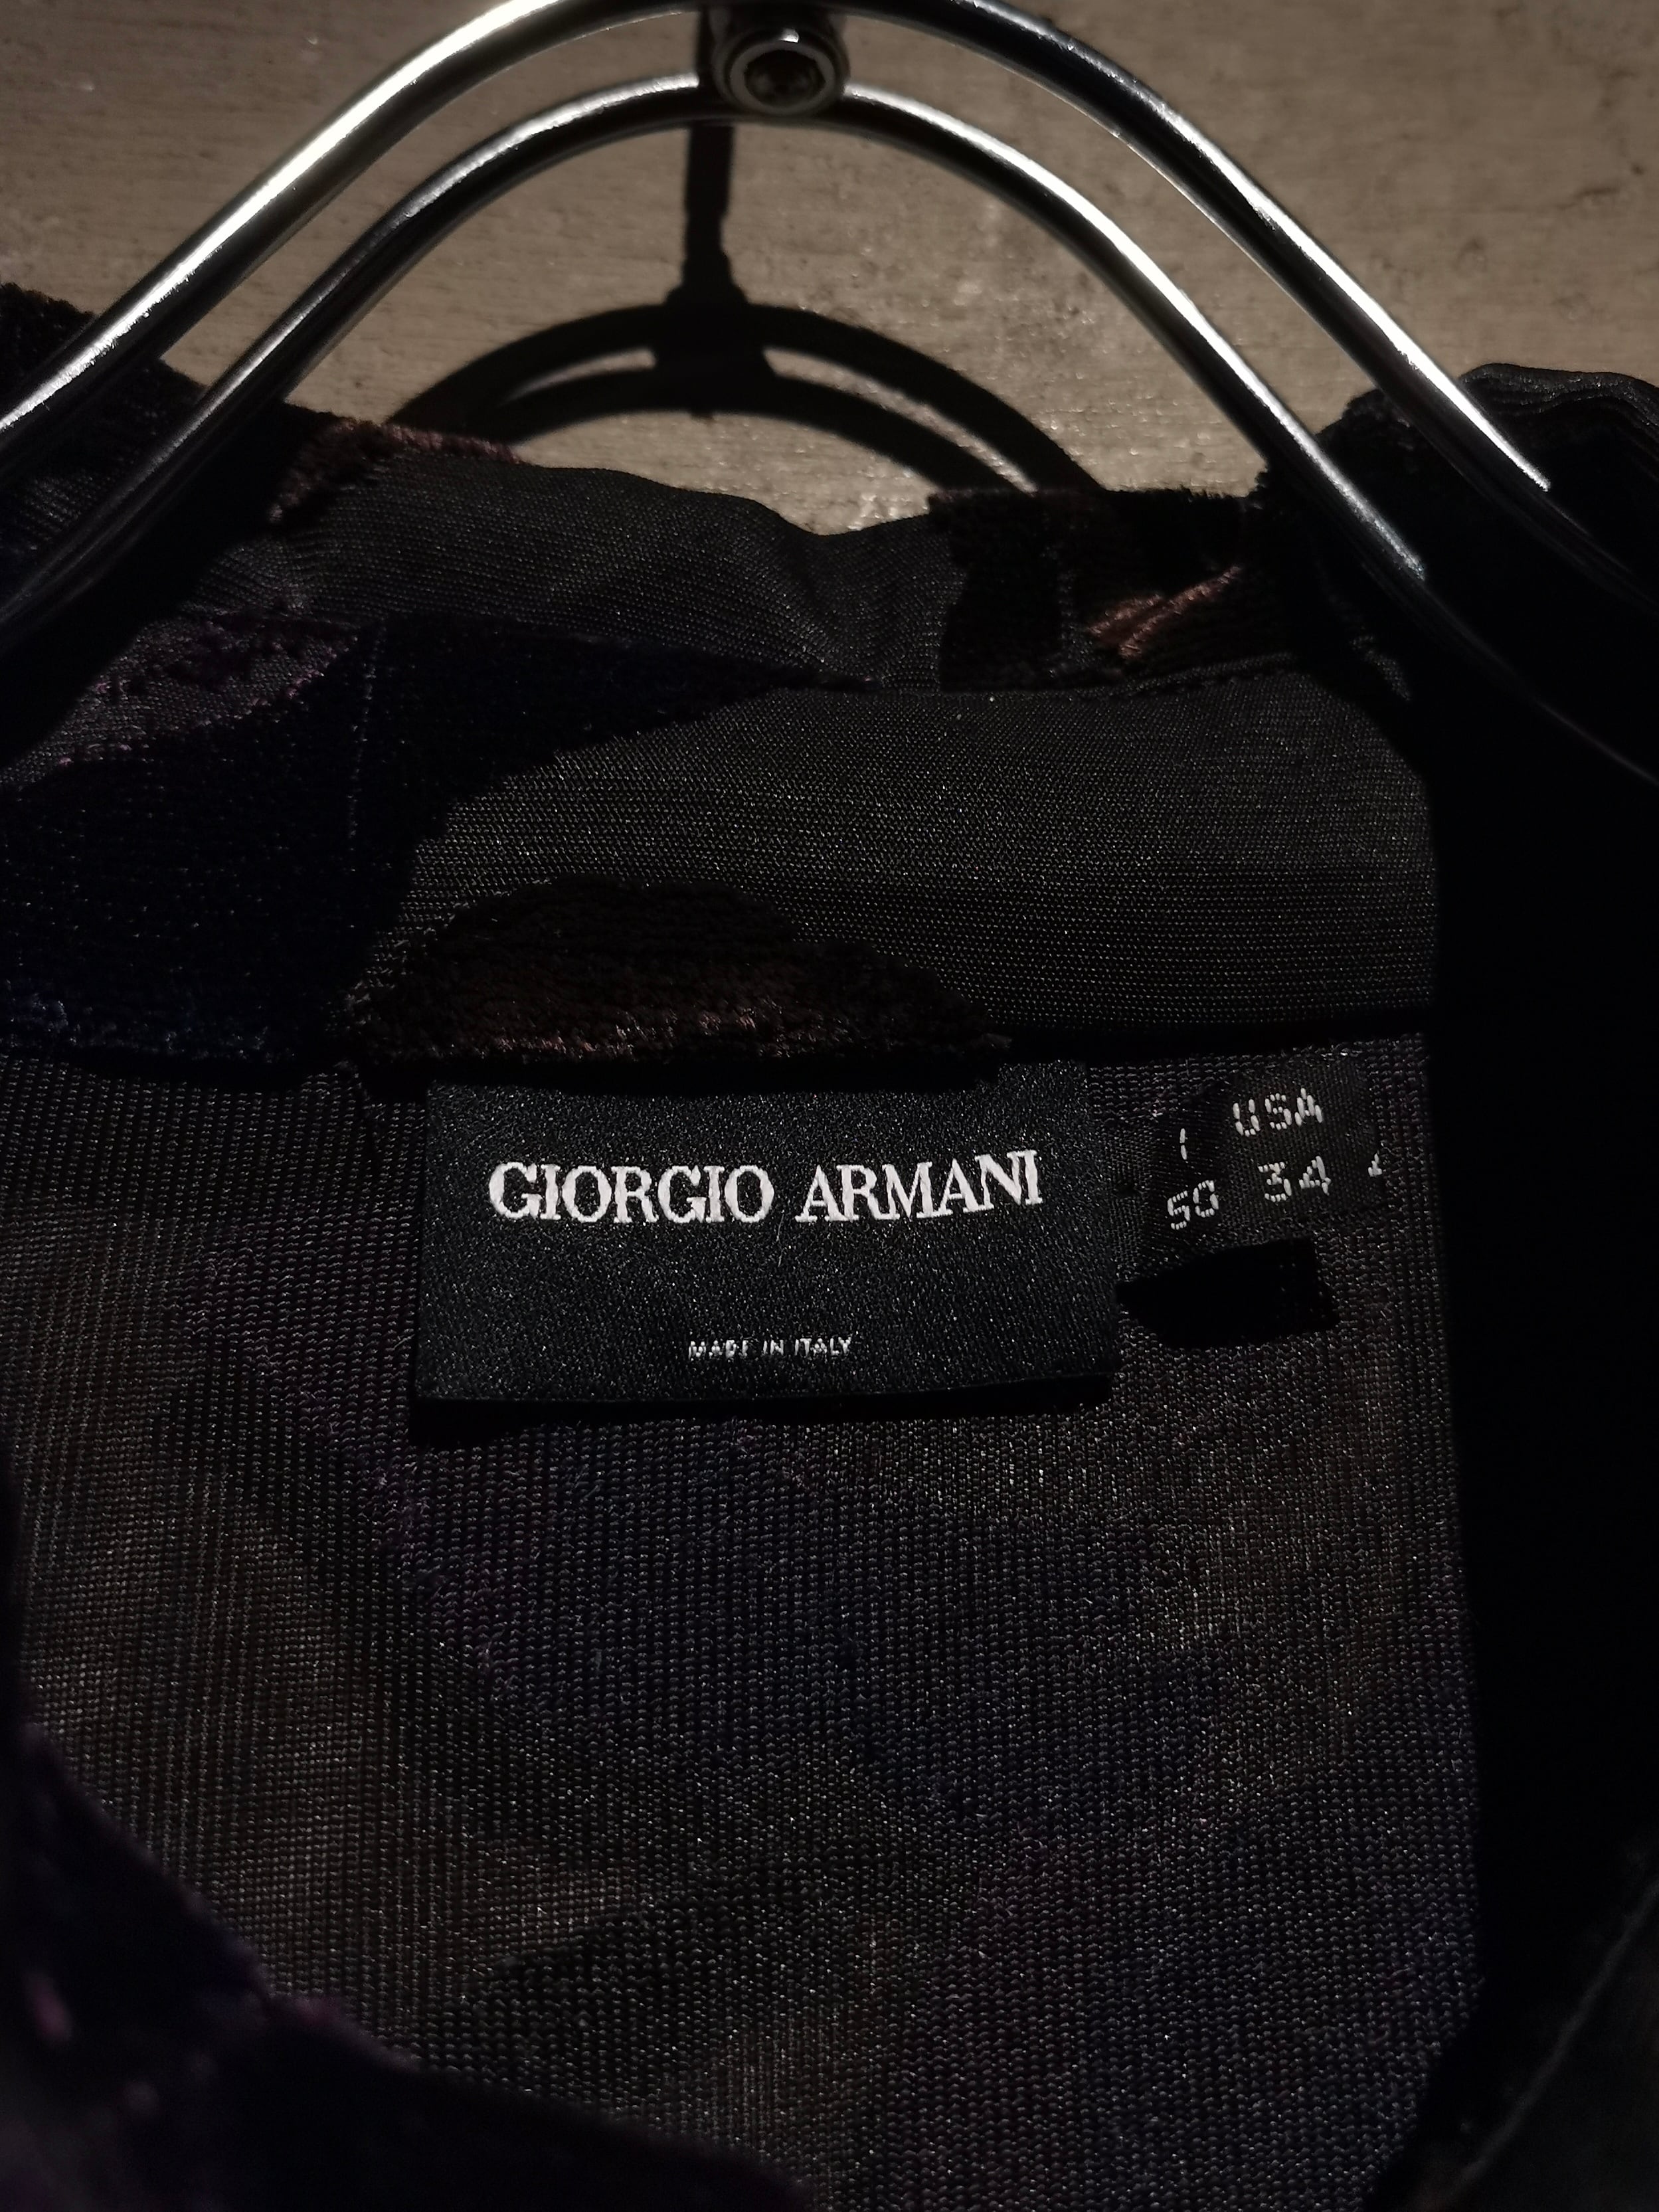 GIORGIO ARMANI
MADE IN ITALY
I USA
50 34